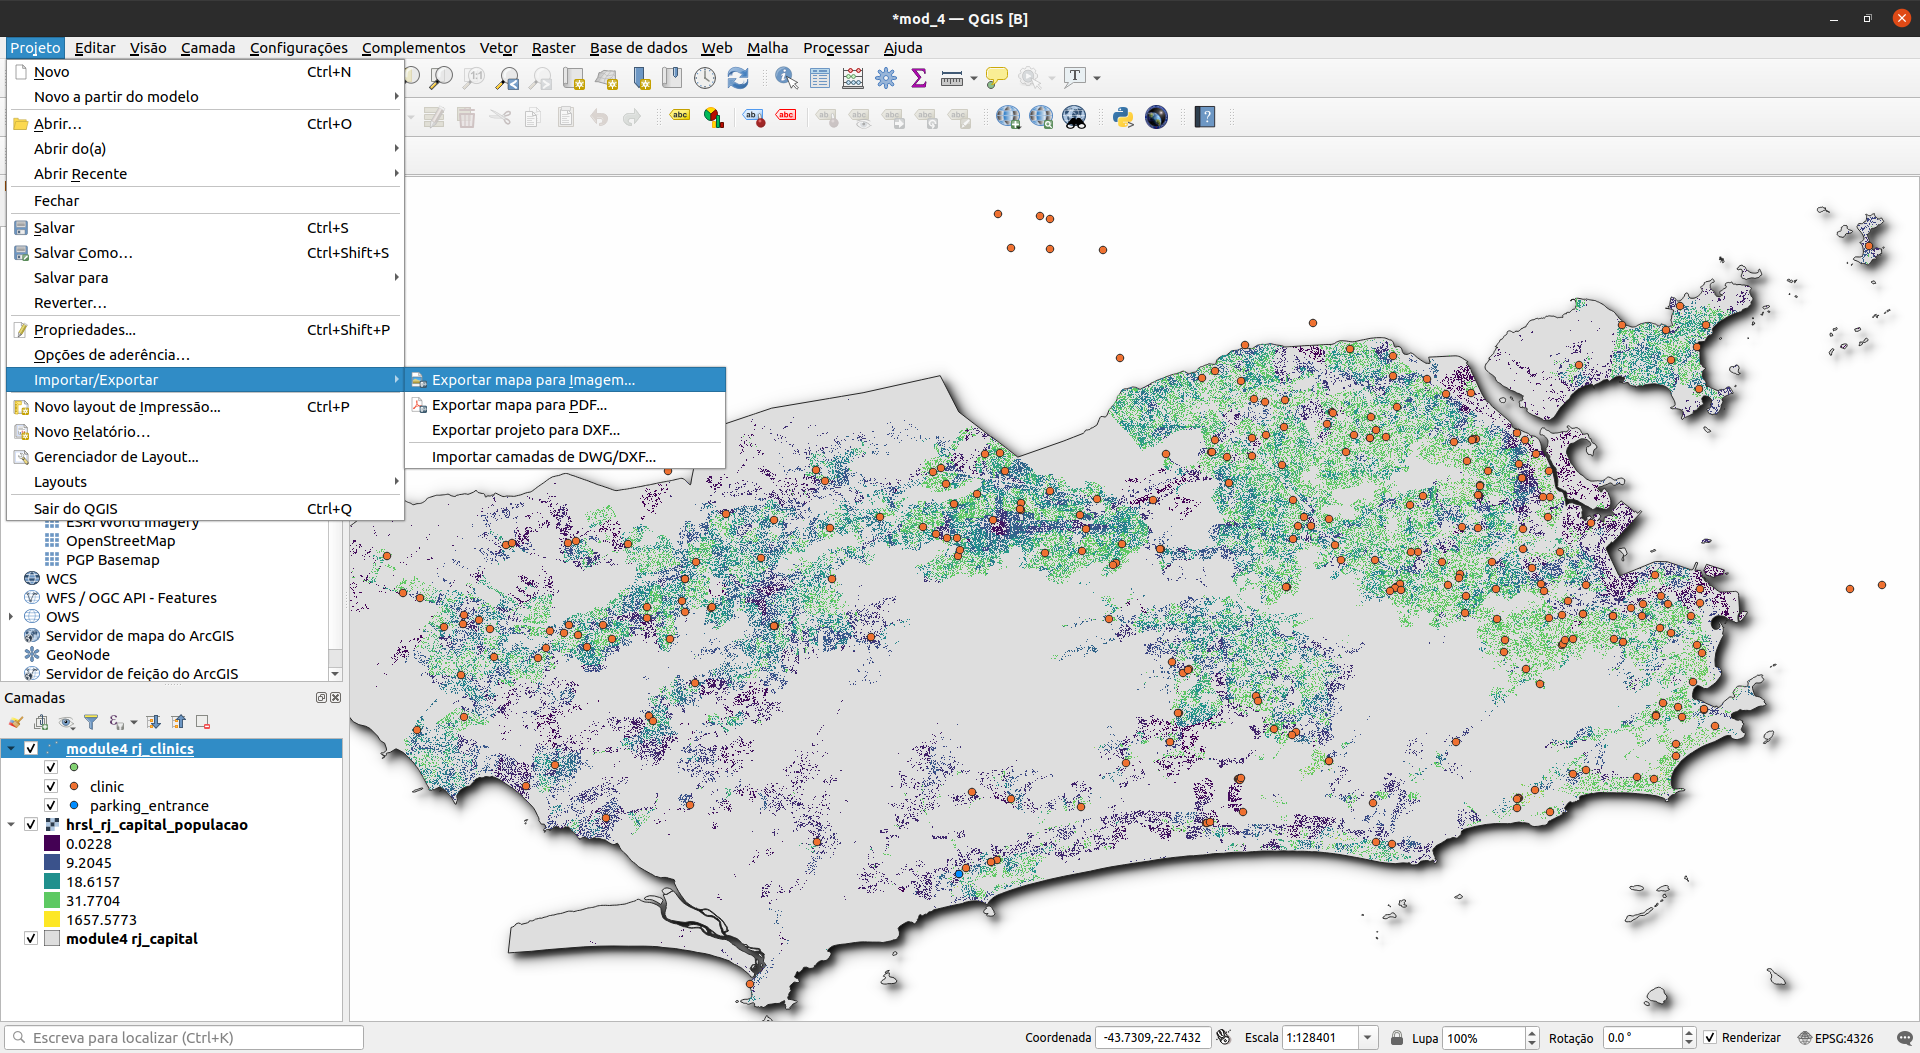 *mod_4 — QGIS [B]
Projeto Editar Visão Camada Configurações Complementos Vetor Raster Base de dados Web Malha Processar Ajuda
Novo Ctrl+N
Novo a partir do modelo
Abrir... Ctrl+O
Abrir do(a)
Abrir Recente
Fechar
Salvar Ctrl+S
Salvar Como... Ctrl+Shift+S
Salvar para
Reverter...
Propriedades... Ctrl+Shift+P
Opções de aderência...
Importar/Exportar
Exportar mapa para Imagem...
Exportar mapa para PDF...
Exportar projeto para DXF...
Importar camadas de DWG/DXF...
Novo layout de Impressão... Ctrl+P
Novo Relatório...
Gerenciador de Layout...
Layouts
Sair do QGIS Ctrl+Q
ESRI World Imagery
OpenStreetMap
PGP Basemap
WCS
WFS / OGC API - Features
OWS
Servidor de mapa do ArcGIS
GeoNode
Servidor de feição do ArcGIS
Camadas
module4 rj_clinics
clinic
parking_entrance
hrsl_rj_capital_populacao
0.0228
9.2045
18.6157
31.7704
1657.5773
module4 rj_capital
Escreva para localizar (Ctrl+K)
Coordenada -43.7309,-22.7432 Escala 1:128401 Lupa 100% Rotação 0.0 ° Renderizar EPSG:4326